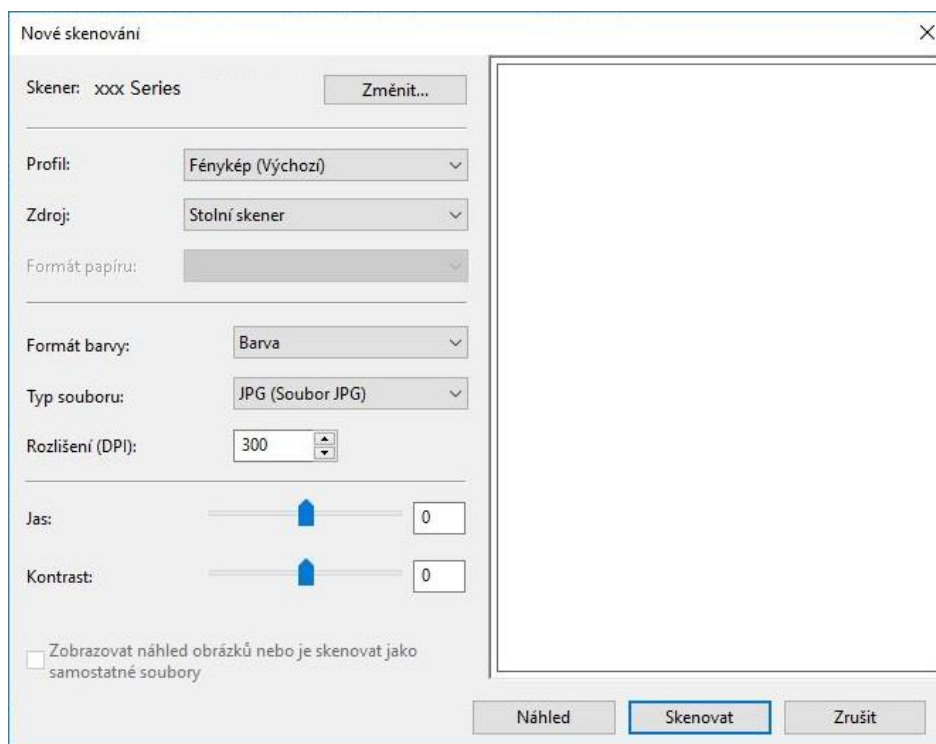 Nové skenování
Skener: xxx Series Změnit...
Profil: Fénykép (Výchozí)
Zdroj: Stolní skener
Formát papíru:
Formát barvy: Barva
Typ souboru: JPG (Soubor JPG)
Rozlišení (DPI): 300
Jas: 0
Kontrast: 0
Zobrazovat náhled obrázků nebo je skenovat jako
samostatné soubory
Náhled Skenovat Zrušit